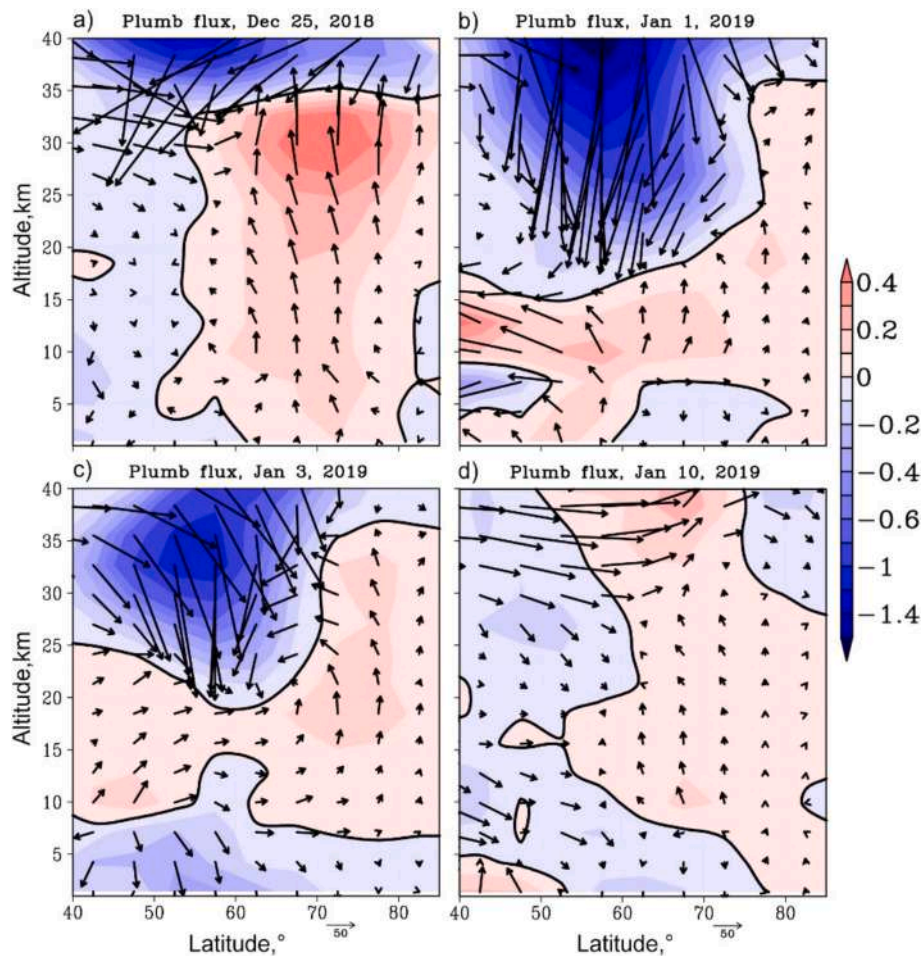 a) Plumb flux, Dec 25, 2018
b) Plumb flux, Jan 1, 2019
40
35
30
25
20
15
10
5
Altitude,km
0.4
0.2
0
−0.2
−0.4
−0.6
−1
−1.4
c) Plumb flux, Jan 3, 2019
d) Plumb flux, Jan 10, 2019
40
35
30
25
20
15
10
5
Altitude,km
40 50 60 70 80
40 50 60 70 80
Latitude,°
50
Latitude,°
50